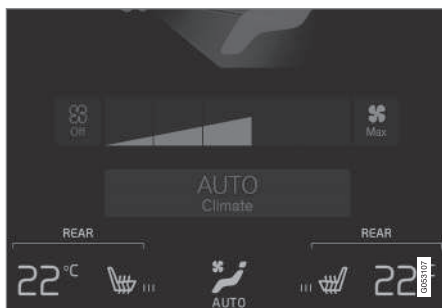 Off
Max
AUTO
Climate
REAR REAR
22°C 22°C
AUTO
G053107